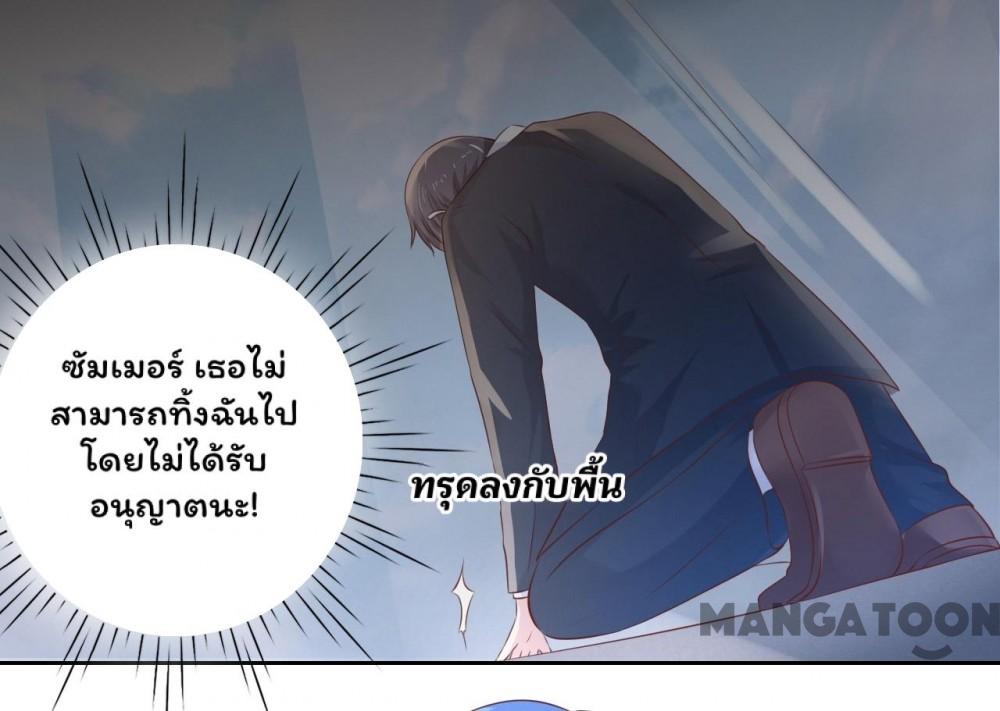 ซัมเมอร์ เธอไม่
สามารถทิ้งฉันไป
โดยไม่ได้รับ
อนุญาตนะ!
ทรุดลงกับพื้น
MANGATOON